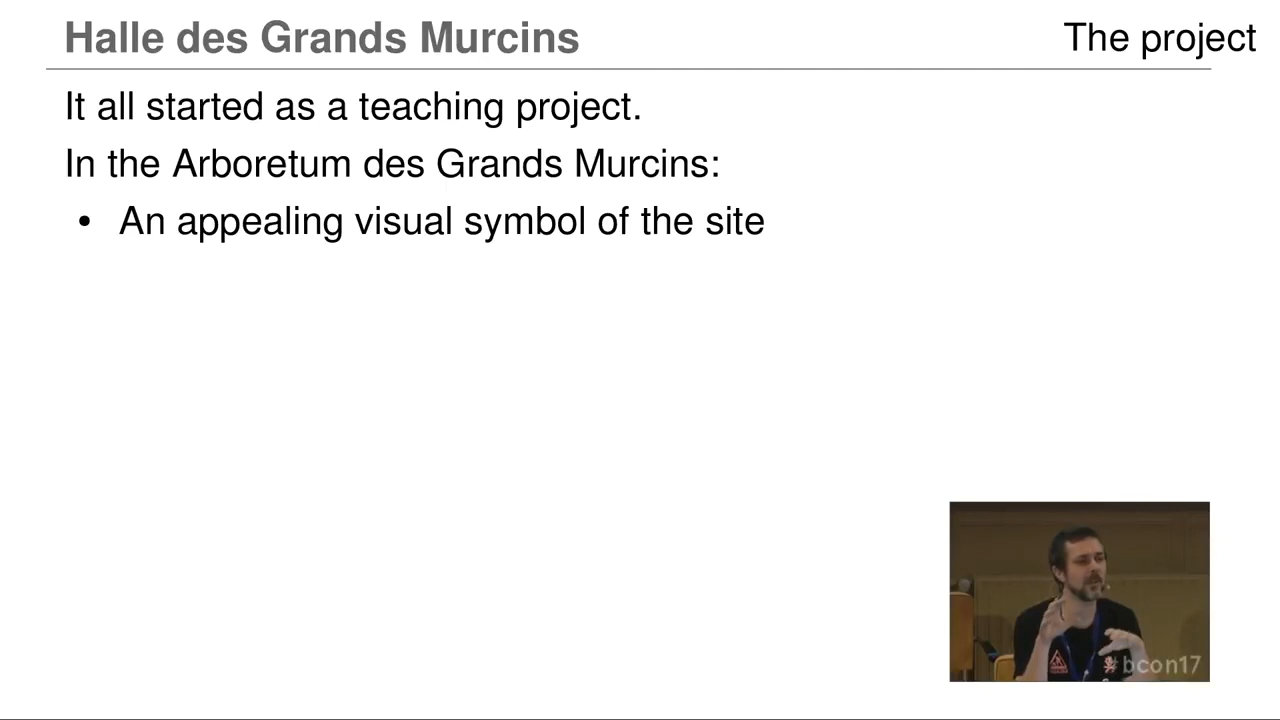 Halle des Grands Murcins
The project
It all started as a teaching project.
In the Arboretum des Grands Murcins:
• An appealing visual symbol of the site
#bcon17